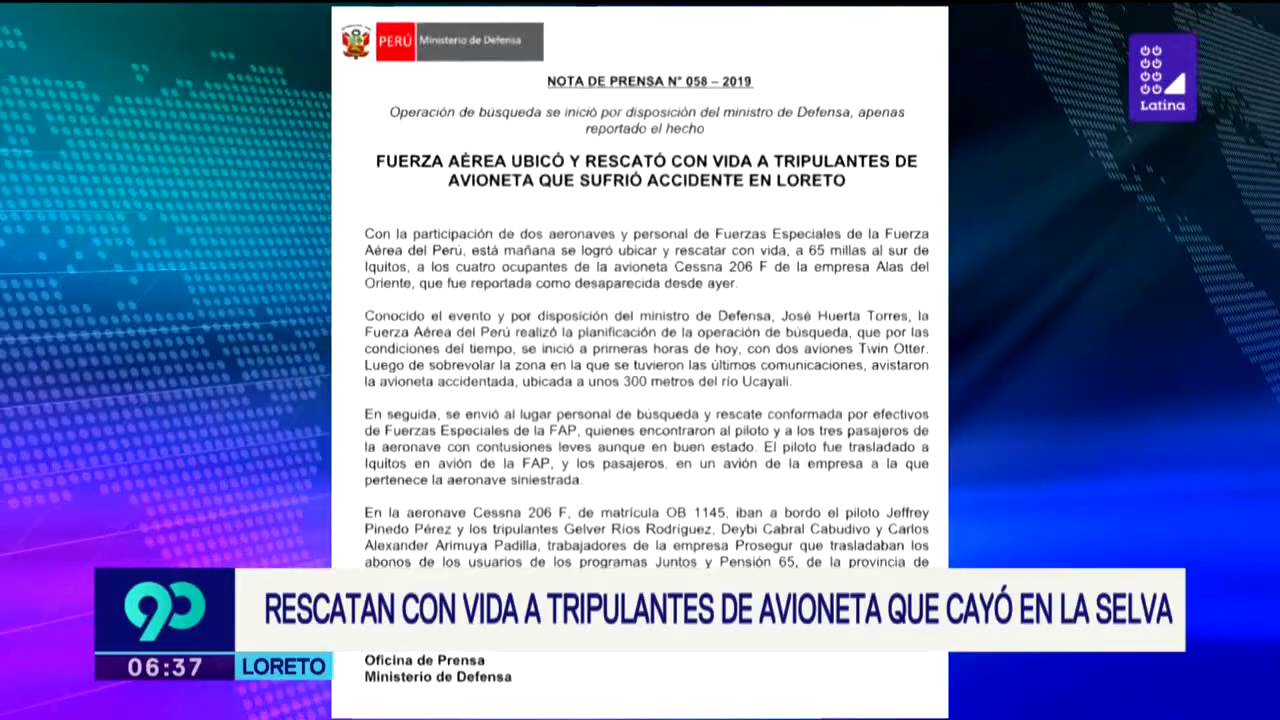 PERÚ Ministerio de Defensa
NOTA DE PRENSA N° 058 – 2019
Operación de búsqueda se inició por disposición del ministro de Defensa, apenas
reportado el hecho
FUERZA AÉREA UBICÓ Y RESCATÓ CON VIDA A TRIPULANTES DE
AVIONETA QUE SUFRIÓ ACCIDENTE EN LORETO
Con la participación de dos aeronaves y personal de Fuerzas Especiales de la Fuerza
Aérea del Perú, está mañana se logró ubicar y rescatar con vida, a 65 millas al sur de
Iquitos, a los cuatro ocupantes de la avioneta Cessna 206 F de la empresa Alas del
Oriente, que fue reportada como desaparecida desde ayer.
Conocido el evento y por disposición del ministro de Defensa, José Huerta Torres, la
Fuerza Aérea del Perú realizó la planificación de la operación de búsqueda, que por las
condiciones del tiempo, se inició a primeras horas de hoy, con dos aviones Twin Otter.
Luego de sobrevolar la zona en la que se tuvieron las últimas comunicaciones, avistaron
la avioneta accidentada, ubicada a unos 300 metros del río Ucayali.
En seguida, se envió al lugar personal de búsqueda y rescate conformada por efectivos
de Fuerzas Especiales de la FAP, quienes encontraron al piloto y a los tres pasajeros de
la aeronave con contusiones leves aunque en buen estado. El piloto fue trasladado a
Iquitos en avión de la FAP, y los pasajeros, en un avión de la empresa a la que
pertenece la aeronave siniestrada.
En la aeronave Cessna 206 F, de matrícula OB 1145, iban a bordo el piloto Jeffrey
Pinedo Pérez y los tripulantes Gelver Ríos Rodríguez, Deybi Cabral Cabudivo y Carlos
Alexander Arimuya Padilla, trabajadores de la empresa Prosegur que trasladaban los
abonos de los usuarios de los programas Juntos y Pensión 65, de la provincia de
Oficina de Prensa
Ministerio de Defensa
Latina
90
RESCATAN CON VIDA A TRIPULANTES DE AVIONETA QUE CAYÓ EN LA SELVA
06:37 LORETO